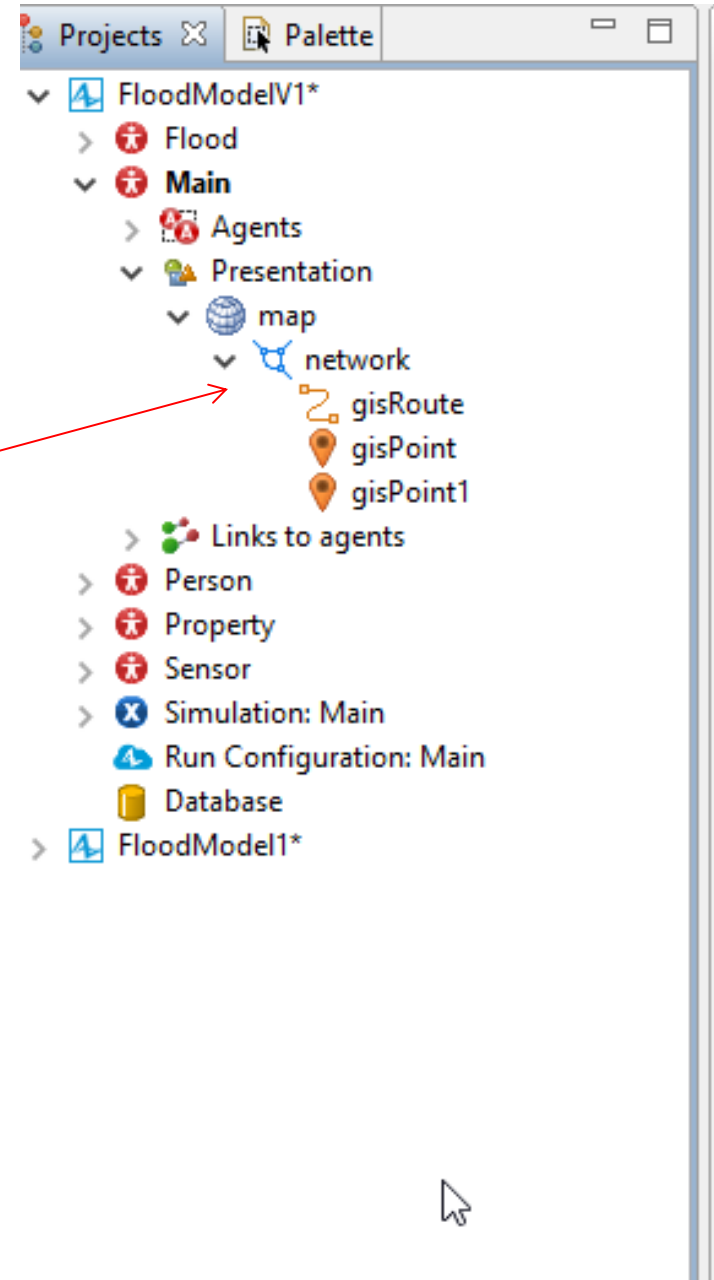 Projects Palette
FloodModelV1*
Flood
Main
Agents
Presentation
map
network
gisRoute
gisPoint
gisPoint1
Links to agents
Person
Property
Sensor
Simulation: Main
Run Configuration: Main
Database
FloodModel1*